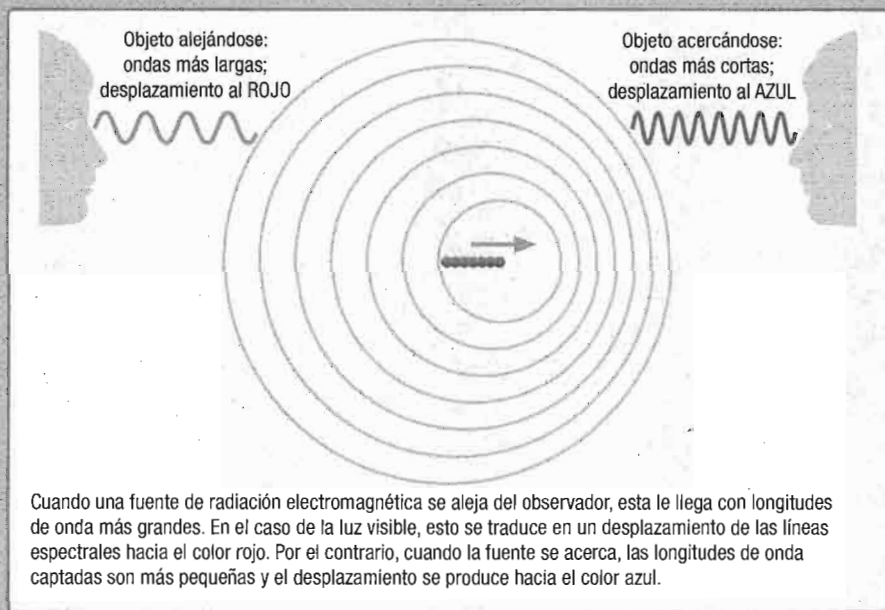 Objeto alejándose:
ondas más largas;
desplazamiento al ROJO
Objeto acercándose:
ondas más cortas;
desplazamiento al AZUL
Cuando una fuente de radiación electromagnética se aleja del observador, esta le llega con longitudes
de onda más grandes. En el caso de la luz visible, esto se traduce en un desplazamiento de las líneas
espectrales hacia el color rojo. Por el contrario, cuando la fuente se acerca, las longitudes de onda
captadas son más pequeñas y el desplazamiento se produce hacia el color azul.